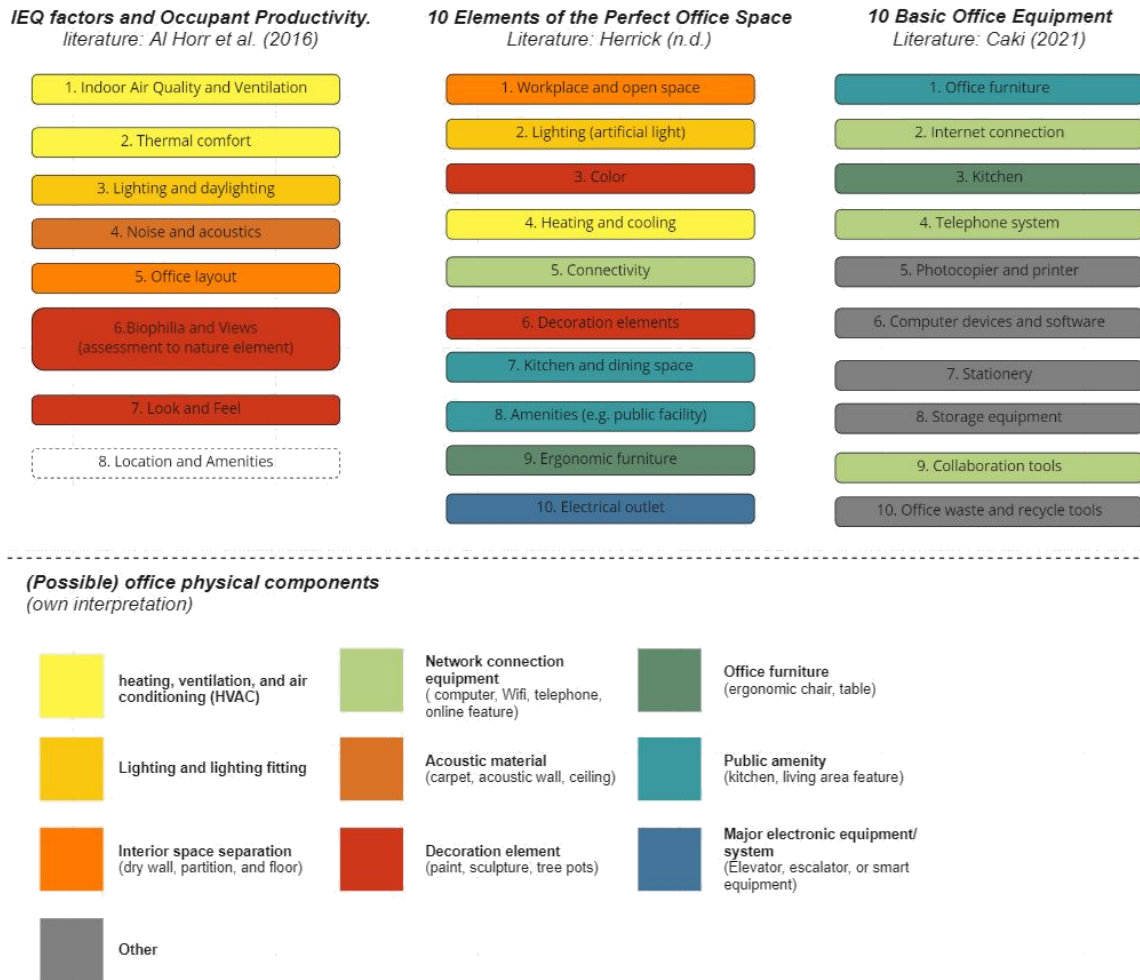 IEQ factors and Occupant Productivity.
literature: Al Horr et al. (2016)
1. Indoor Air Quality and Ventilation
2. Thermal comfort
3. Lighting and daylighting
4. Noise and acoustics
5. Office layout
6.Biophilia and Views
(assessment to nature element)
7. Look and Feel
8. Location and Amenities
10 Elements of the Perfect Office Space
Literature: Herrick (n.d.)
1. Workplace and open space
2. Lighting (artificial light)
3. Color
4. Heating and cooling
5. Connectivity
6. Decoration elements
7. Kitchen and dining space
8. Amenities (e.g. public facility)
9. Ergonomic furniture
10. Electrical outlet
10 Basic Office Equipment
Literature: Caki (2021)
1. Office furniture
2. Internet connection
3. Kitchen
4. Telephone system
5. Photocopier and printer
6. Computer devices and software
7. Stationery
8. Storage equipment
9. Collaboration tools
10. Office waste and recycle tools
(Possible) office physical components
(own interpretation)
heating, ventilation, and air
conditioning (HVAC)
Lighting and lighting fitting
Interior space separation
(dry wall, partition, and floor)
Other
Network connection
equipment
( computer, Wifi, telephone,
online feature)
Acoustic material
(carpet, acoustic wall, ceiling)
Decoration element
(paint, sculpture, tree pots)
Office furniture
(ergonomic chair, table)
Public amenity
(kitchen, living area feature)
Major electronic equipment/
system
(Elevator, escalator, or smart
equipment)